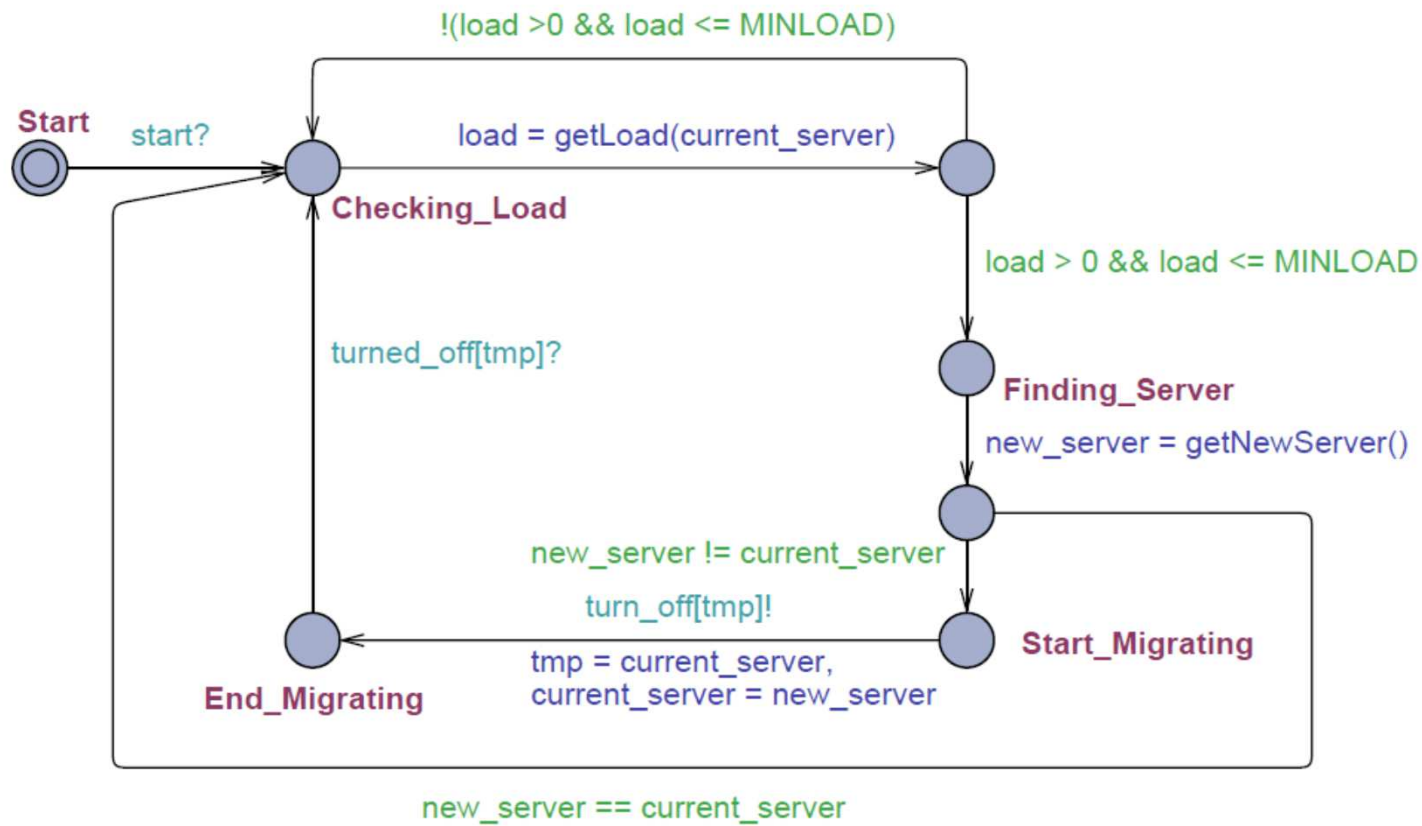 !(load >0 && load <= MINLOAD)
Start
start?
load = getLoad(current_server)
Checking_Load
load > 0 && load <= MINLOAD
turned_off[tmp]?
Finding_Server
new_server = getNewServer()
new_server != current_server
turn_off[tmp]!
Start_Migrating
tmp = current_server,
current_server = new_server
End_Migrating
new_server == current_server